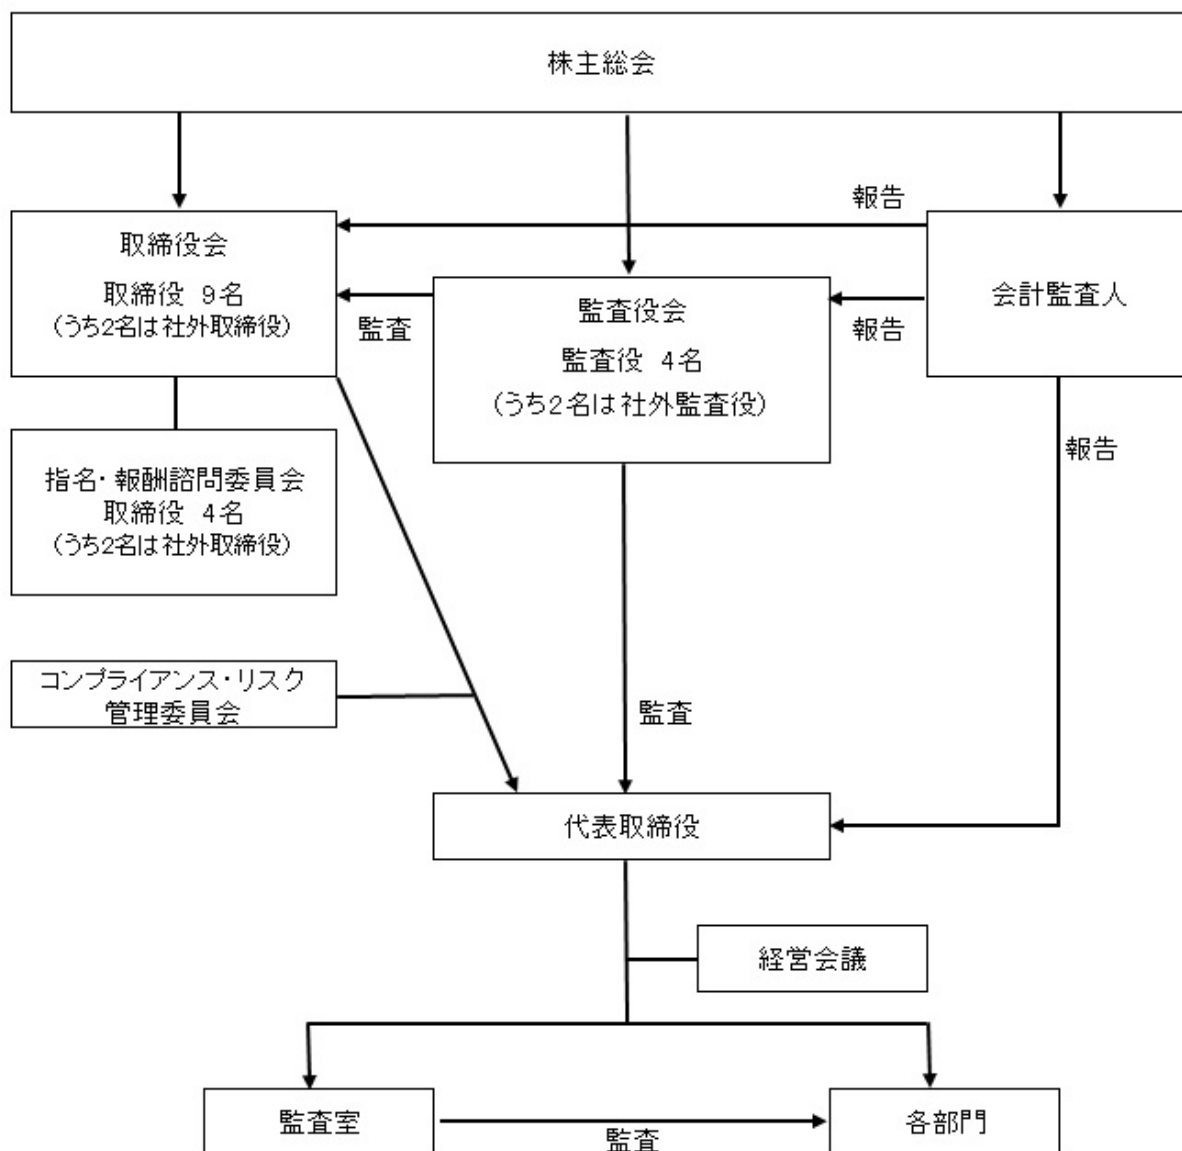 株主総会
報告
取締役会
取締役 9名
(うち2名は社外取締役)
監査
監査役会
監査役 4名
(うち2名は社外監査役)
報告
会計監査人
指名・報酬諮問委員会
取締役 4名
(うち2名は社外取締役)
報告
コンプライアンス・リスク
管理委員会
監査
代表取締役
経営会議
監査室
監査
各部門